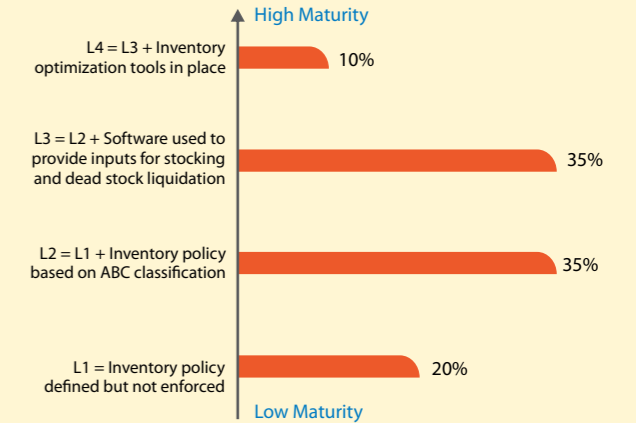 High Maturity
L4 = L3 + Inventory
optimization tools in place
10%
L3 = L2 + Software used to
provide inputs for stocking
and dead stock liquidation
35%
L2 = L1 + Inventory policy
based on ABC classification
35%
L1 = Inventory policy
defined but not enforced
20%
Low Maturity